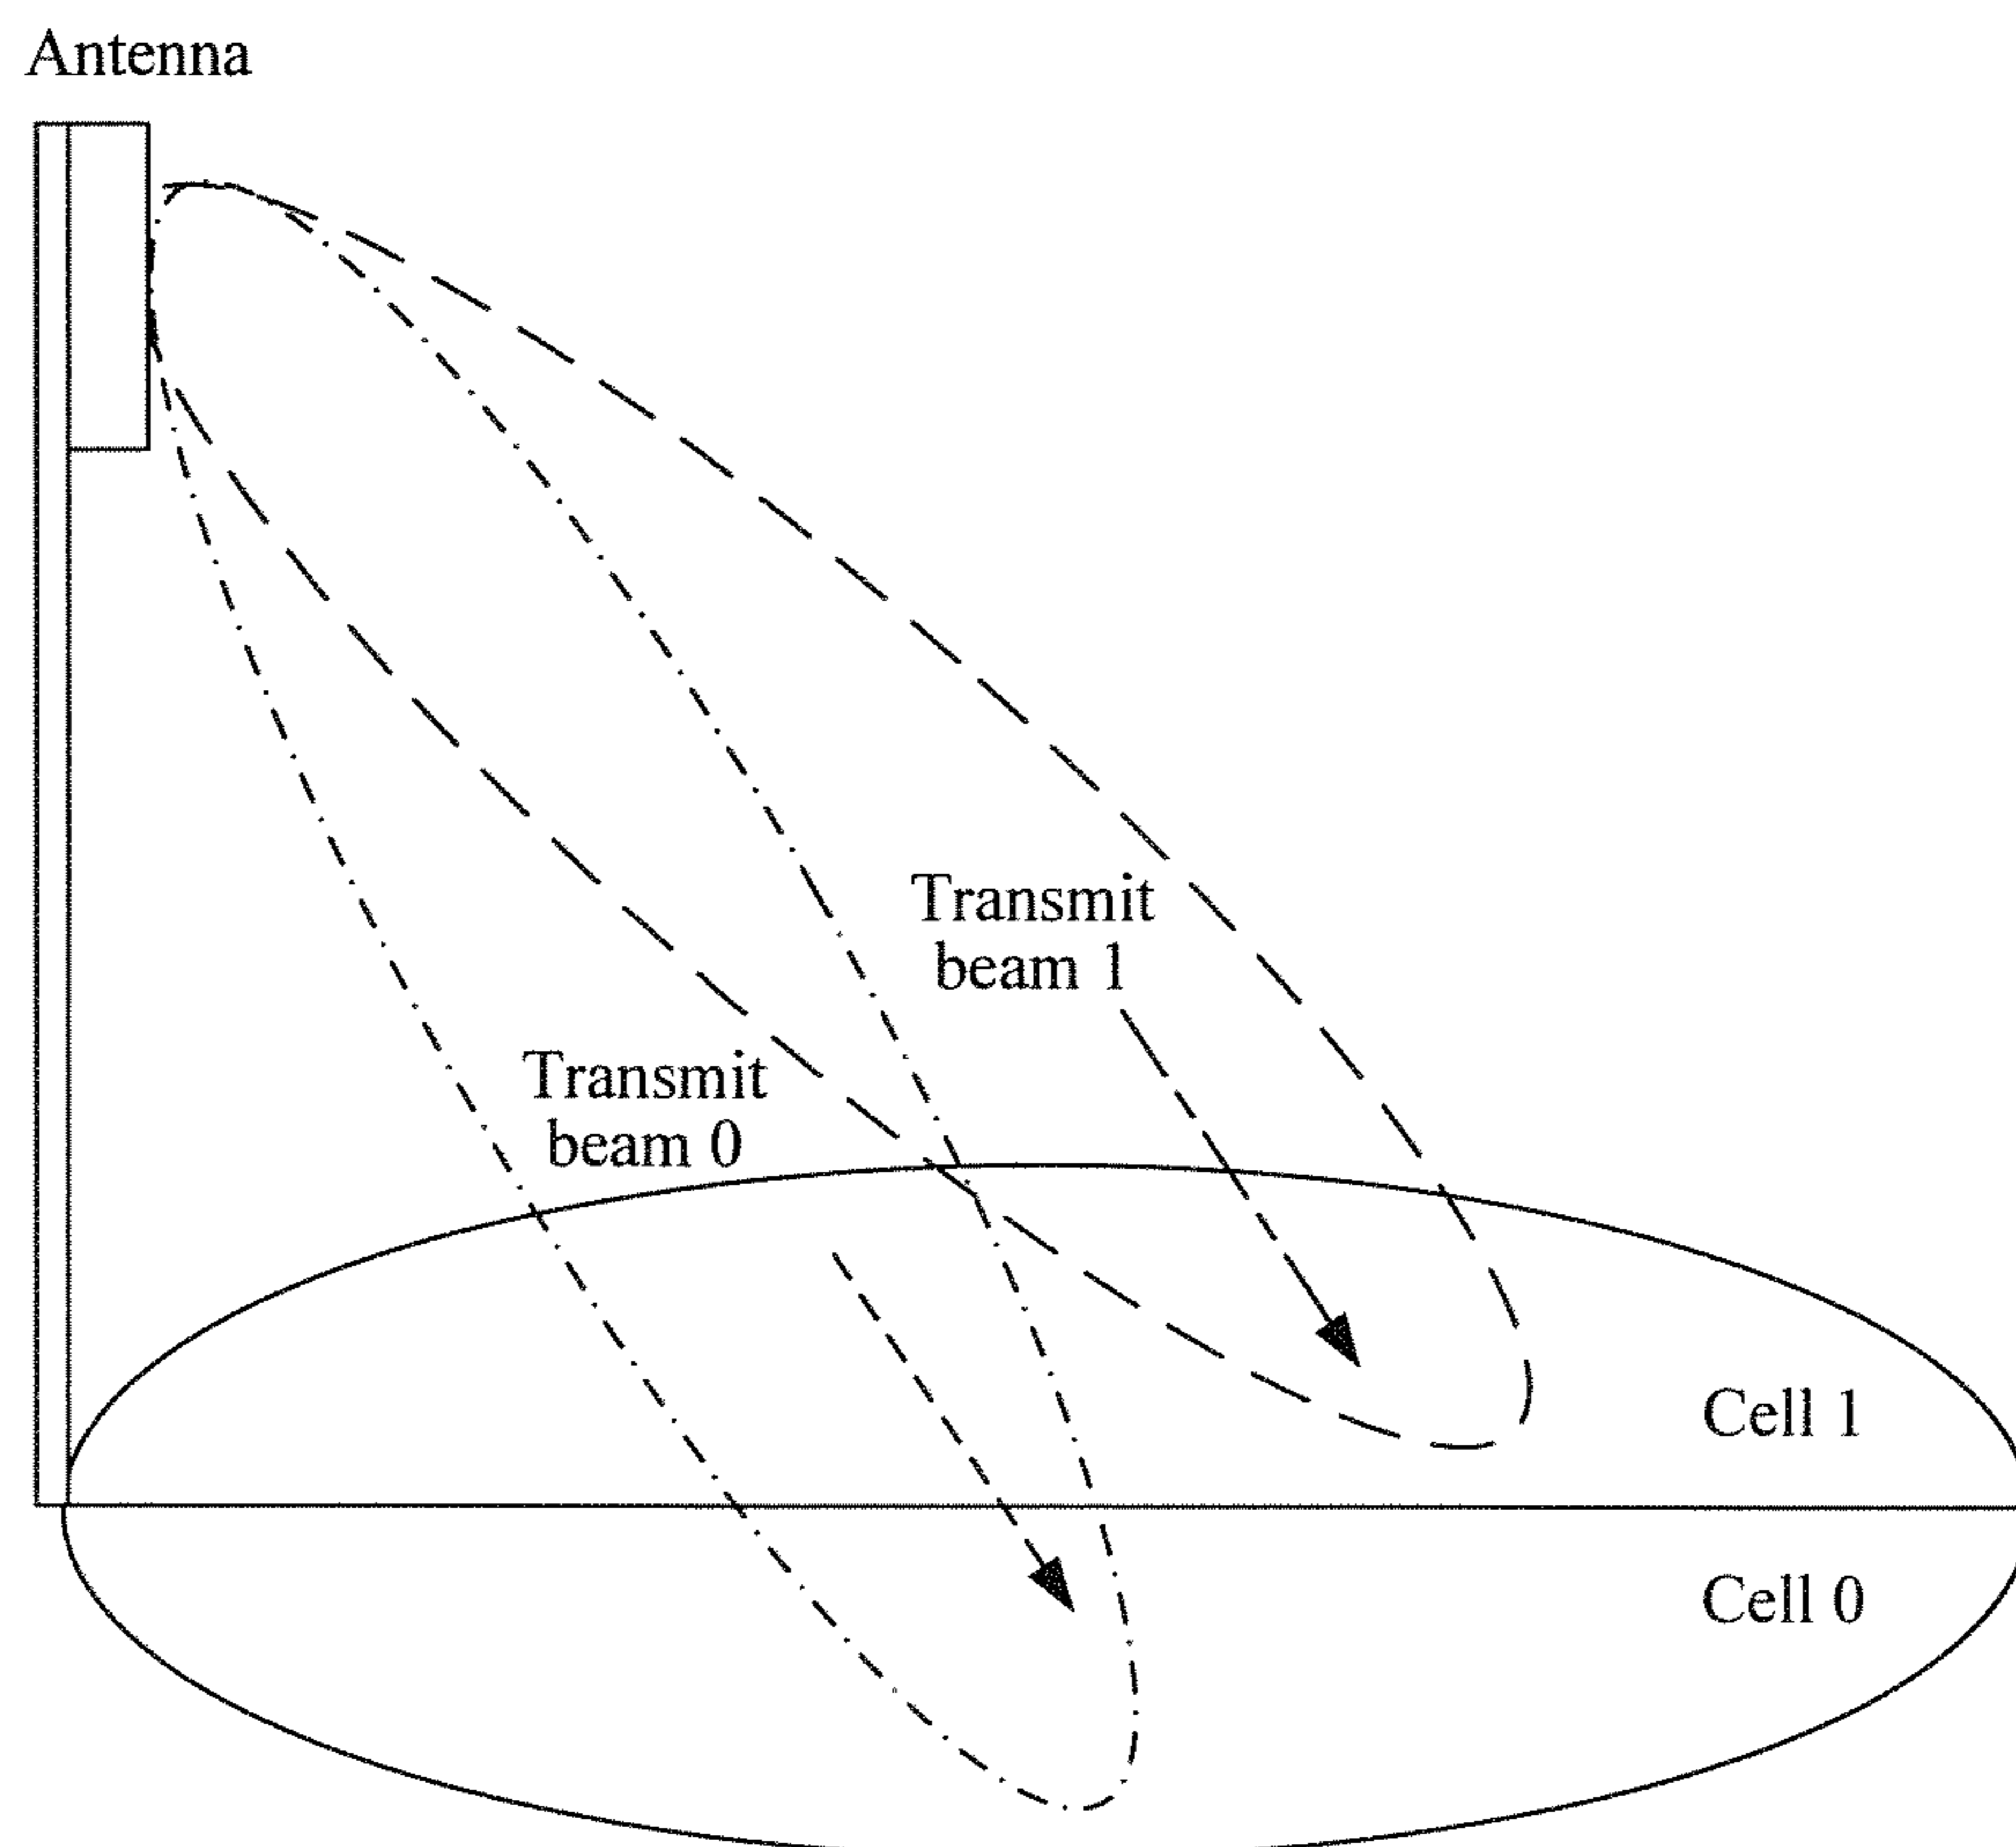 Antenna
Transmit
beam 1
Transmit
beam 0
Cell 1
Cell 0